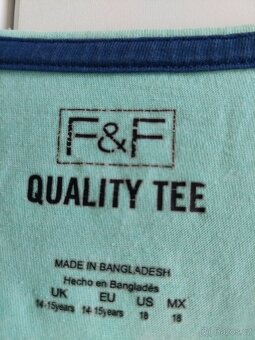 F&F
QUALITY TEE
MADE IN BANGLADESH
Hecho en Bangladés
UK EU US MX
14-15years 14-15years 18 18